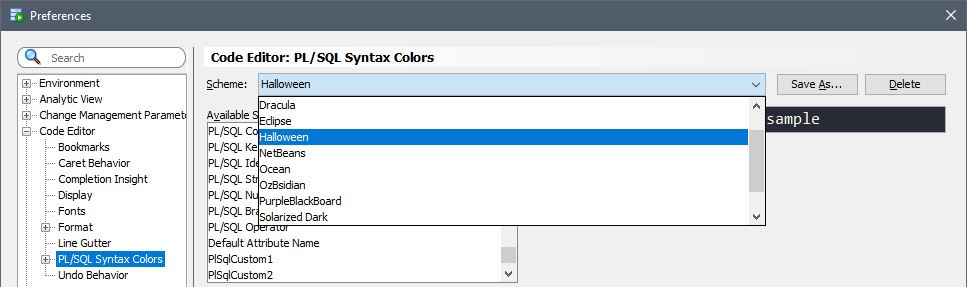 Preferences
Search
Environment
Analytic View
Change Management Paramete
Code Editor
Bookmarks
Caret Behavior
Completion Insight
Display
Fonts
Format
Line Gutter
PL/SQL Syntax Colors
Undo Behavior
Code Editor: PL/SQL Syntax Colors
Scheme: Halloween
Save As...
Delete
Available S
Dracula
Eclipse
Halloween
NetBeans
Ocean
OzBsidian
PurpleBlackBoard
Solarized Dark
sample
PL/SQL Co
PL/SQL Ke
PL/SQL Ide
PL/SQL Str
PL/SQL Nu
PL/SQL Bra
PL/SQL Operator
Default Attribute Name
PlSqlCustom1
PlSqlCustom2